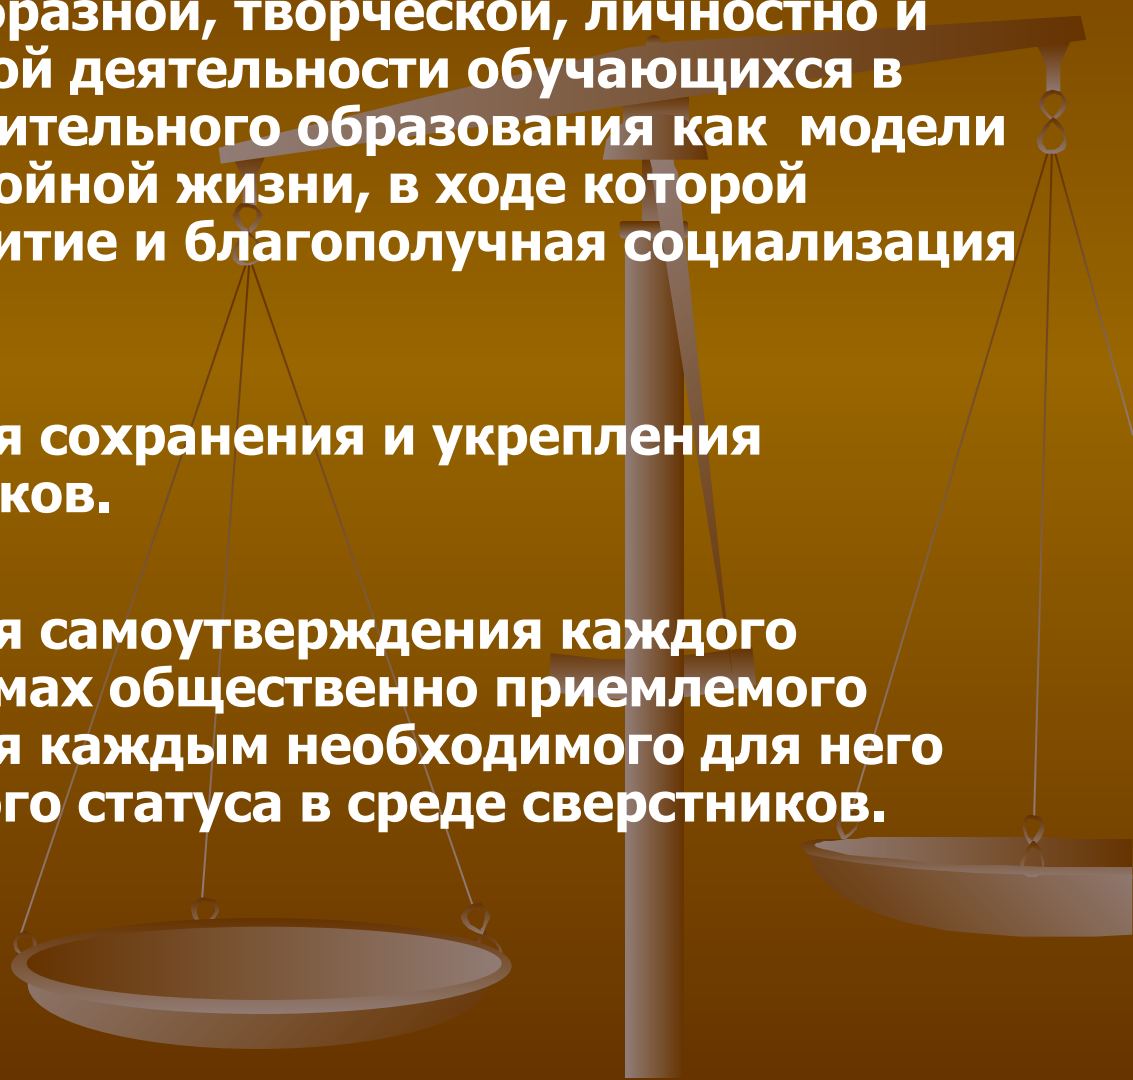 бразной, творческой, личностно и
ой деятельности обучающихся в
ительного образования как модели
ойной жизни, в ходе которой
итие и благополучная социализация
я сохранения и укрепления
ков.
я самоутверждения каждого
мах общественно приемлемого
я каждым необходимого для него
ого статуса в среде сверстников.